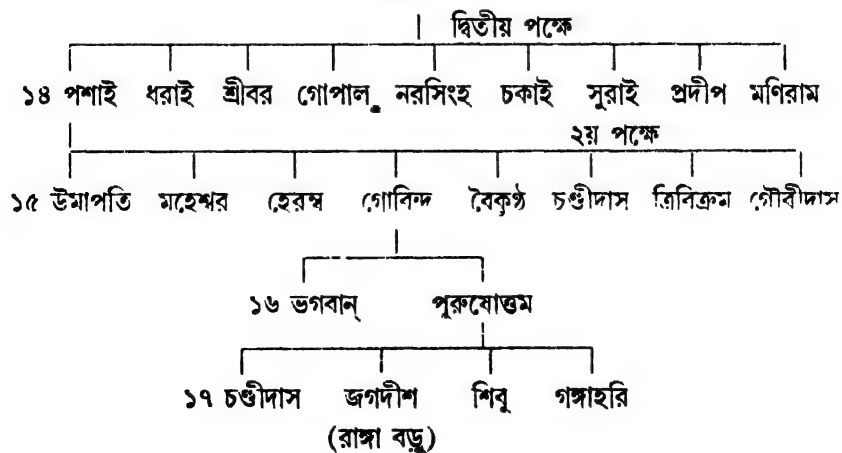 দ্বিতীয় পক্ষে
১৪ পশাই ধরাই শ্রীবর গোপাল নরসিংহ চকাই সুরাই প্রদীপ মণিরাম
২য় পক্ষে
১৫ উমাপতি মহেশ্বর হেরম্ব গোবিন্দ বৈকুণ্ঠ চণ্ডীদাস ত্রিবিক্রম গৌরীদাস
১৬ ভগবান্ পুরুষোত্তম
১৭ চণ্ডীদাস জগদীশ শিবু গঙ্গাহরি
(রাঙ্গা বড়ু)